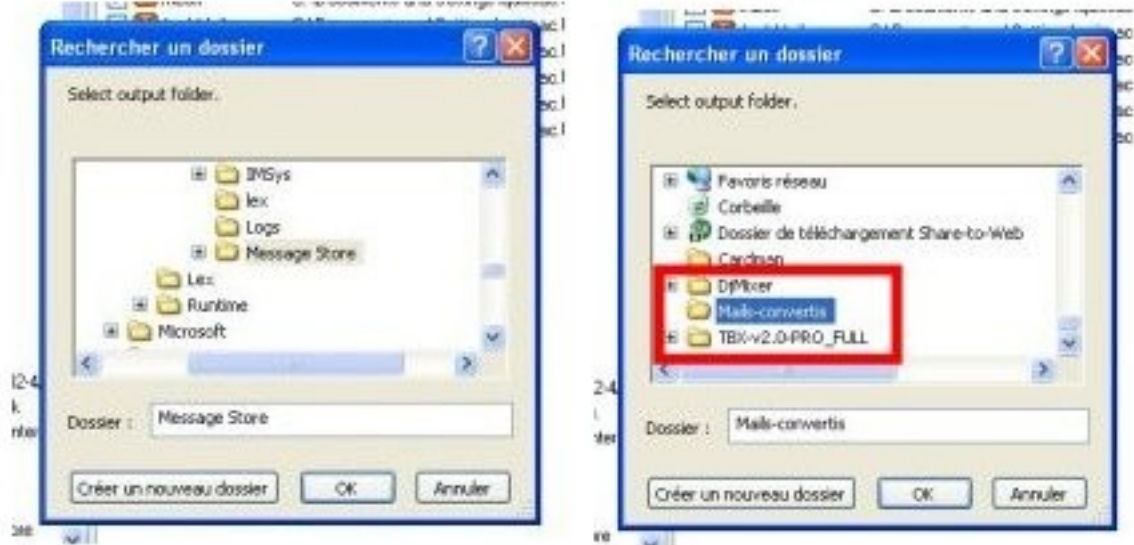 Rechercher un dossier
Select output folder.
IMSys
lex
Logs
Message Store
Lex
Runtime
Microsoft
Dossier :
Message Store
Créer un nouveau dossier
OK
Annuler
Rechercher un dossier
Select output folder.
Favoris réseau
Corbeille
Dossier de téléchargement Share-to-Web
Cardman
DjMixer
Mails-convertis
TBX-v2.0-PRO_FULL
Dossier :
Mails-convertis
Créer un nouveau dossier
OK
Annuler